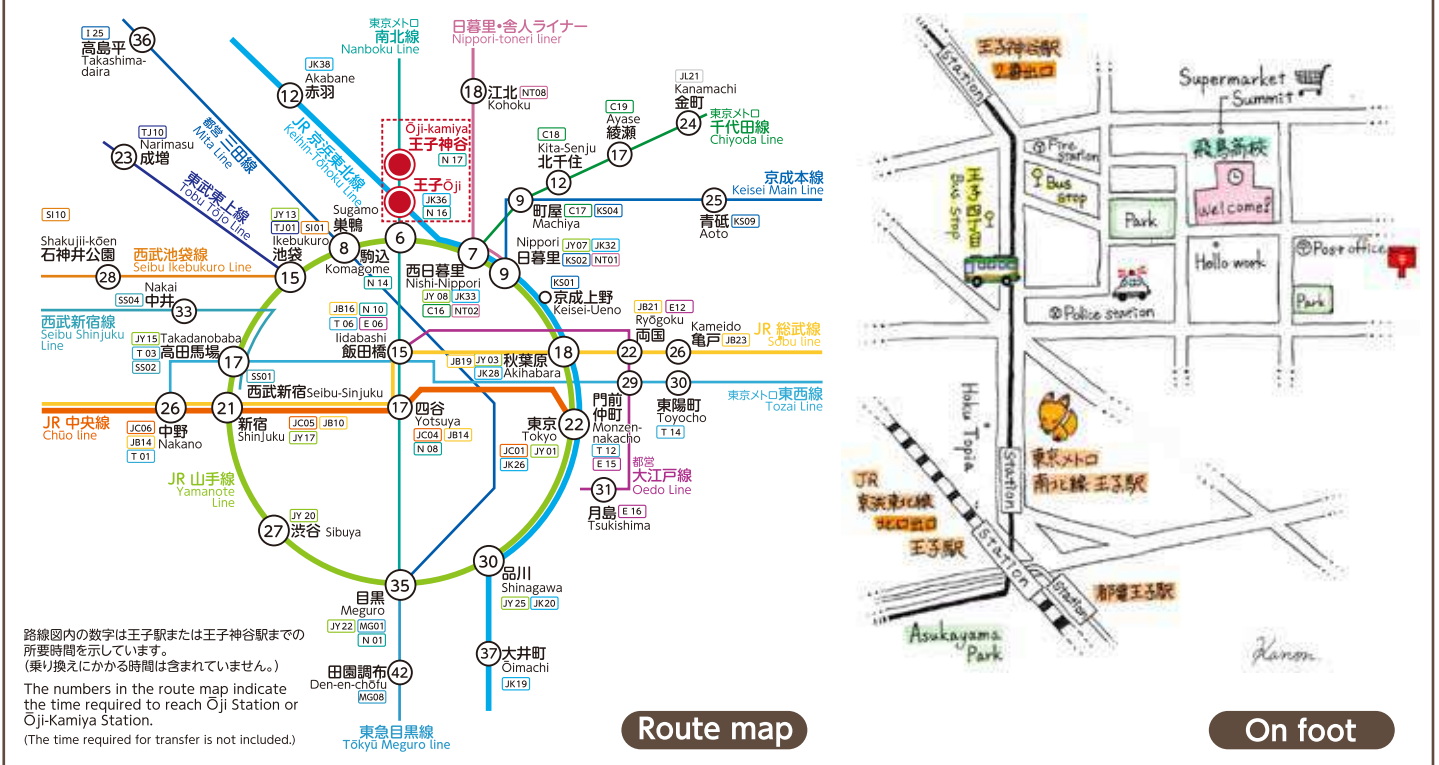 I 25
高島平
Takashima-
daira
36
都営 三田線
Mita Line
TJ10
Narimasu
成増
23
東武東上線
Tobu Tōjo Line
JK38
Akabane
赤羽
12
JR 京浜東北線
Keihin-Tōhoku Line
東京メトロ
南北線
Nanboku Line
日暮里・舎人ライナー
Nippori-toneri liner
18
江北
NT08
Kohoku
Ōji-kamiya
王子神谷
N 17
王子Ōji
JK36
N 16
C18
Kita-Senju
北千住
12
C19
Ayase
綾瀬
17
JL21
Kanamachi
金町
24
東京メトロ
千代田線
Chiyoda Line
京成本線
Keisei Main Line
25
青砥
KS09
Aoto
9
町屋
C17
KS04
Machiya
Nippori
日暮里
JY07
JK32
KS02
NT01
9
7
西日暮里
Nishi-Nippori
JY 08
JK33
C16
NT02
6
駒込
Komagome
N 14
Sugamo
巣鴨
8
JY 13
TJ01
SI01
Ikebukuro
池袋
15
SI10
Shakujii-kōen
石神井公園
28
西武池袋線
Seibu Ikebukuro Line
Nakai
SS04
中井
33
西武新宿線
Seibu Shinjuku
Line
JY15
Takadanobaba
T 03
高田馬場
SS02
17
SS01
西武新宿Seibu-Sinjuku
KS01
京成上野
Keisei-Ueno
JB16
N 10
T 06
E 06
Iidabashi
飯田橋
15
JB19
JY 03
JK28
秋葉原
Akihabara
18
JB21
E12
Ryōgoku
両国
22
Kameido
亀戸
JB23
26
JR 総武線
Sobu line
29
門前
仲町
Monzen-
nakacho
T 12
E 15
30
東陽町
Toyocho
T 14
東京メトロ東西線
Tozai Line
JR 中央線
Chūo line
26
JC06
JB14
T 01
中野
Nakano
21
新宿
ShinJuku
JC05
JB10
JY17
17
四谷
Yotsuya
JC04
JB14
N 08
東京
Tokyo
22
JC01
JY 01
JK26
都営
大江戸線
Oedo Line
31
月島
E 16
Tsukishima
JR 山手線
Yamanote
Line
JY 20
27
渋谷 Sibuya
35
目黒
Meguro
JY 22
MG01
N 01
30
品川
Shinagawa
JY 25
JK20
37
大井町
Ōimachi
JK19
田園調布
42
Den-en-chōfu
MG08
東急目黒線
Tōkyū Meguro line
路線図内の数字は王子駅または王子神谷駅までの
所要時間を示しています。
（乗り換えにかかる時間は含まれていません。）
The numbers in the route map indicate
the time required to reach Ōji Station or
Ōji-Kamiya Station.
(The time required for transfer is not included.)
Route map
Station
王子神谷駅
2番出口
Supermarket
Summit
Fire
Station
Bus
Stop
Bus Stop
Park
飛鳥新校
Welcome!
Hello work
Post office
Park
Police station
Hoku Topia
Station
東京メトロ
南北線 王子駅
JR
京浜東北線
北口出口
王子駅
Station
Station
都電王子駅
Asukayama
Park
Kanon
On foot